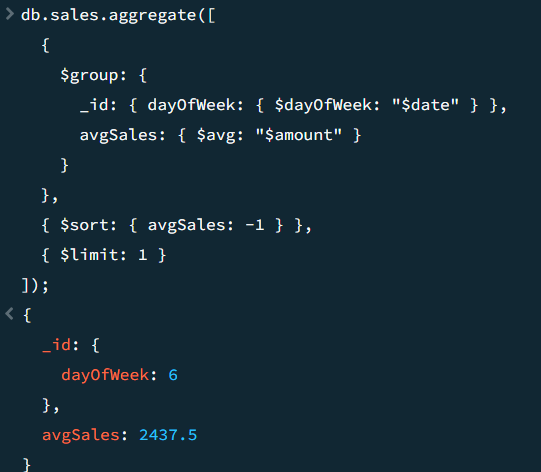 > db.sales.aggregate([
  {
    $group: {
      _id: { dayOfWeek: { $dayOfWeek: "$date" } },
      avgSales: { $avg: "$amount" }
    }
  },
  { $sort: { avgSales: -1 } },
  { $limit: 1 }
]);
< {
  _id: {
    dayOfWeek: 6
  },
  avgSales: 2437.5
}